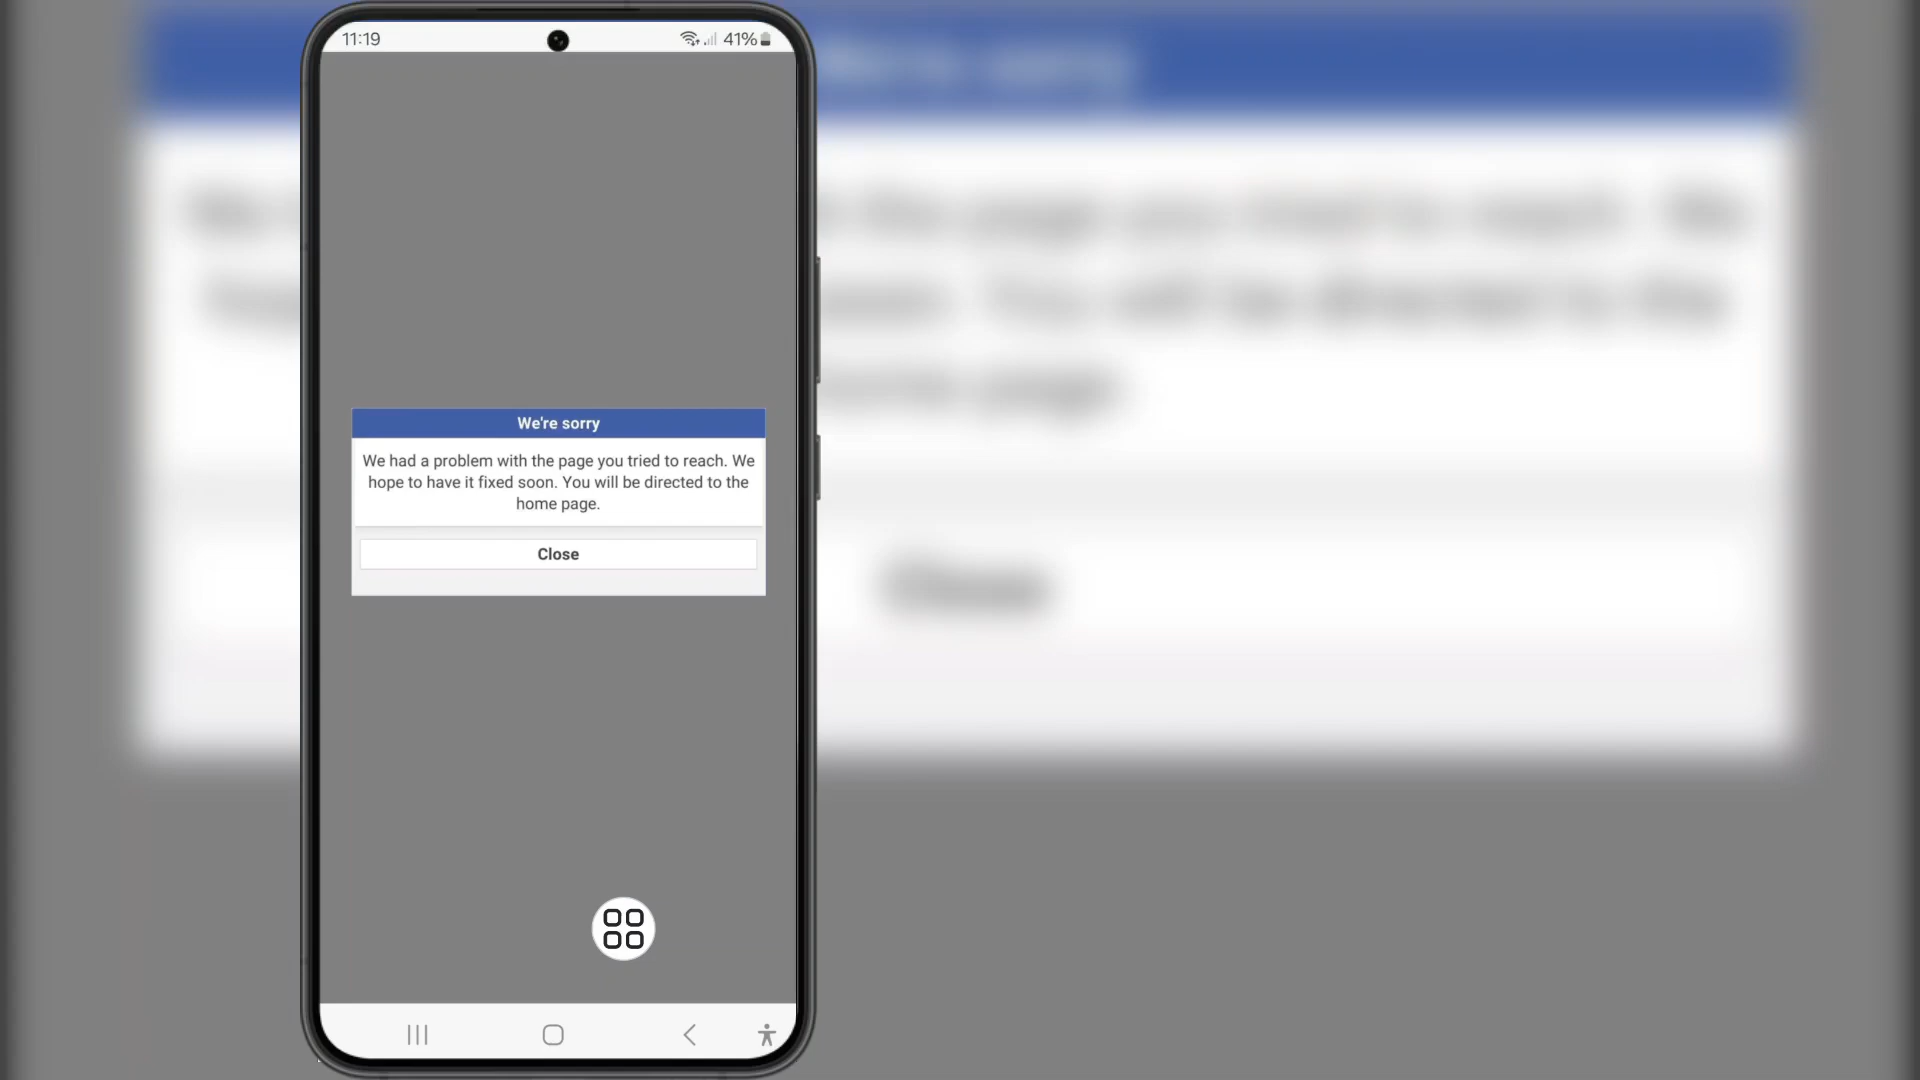 11:19
41%
We're sorry
We had a problem with the page you tried to reach. We
hope to have it fixed soon. You will be directed to the
home page.
Close